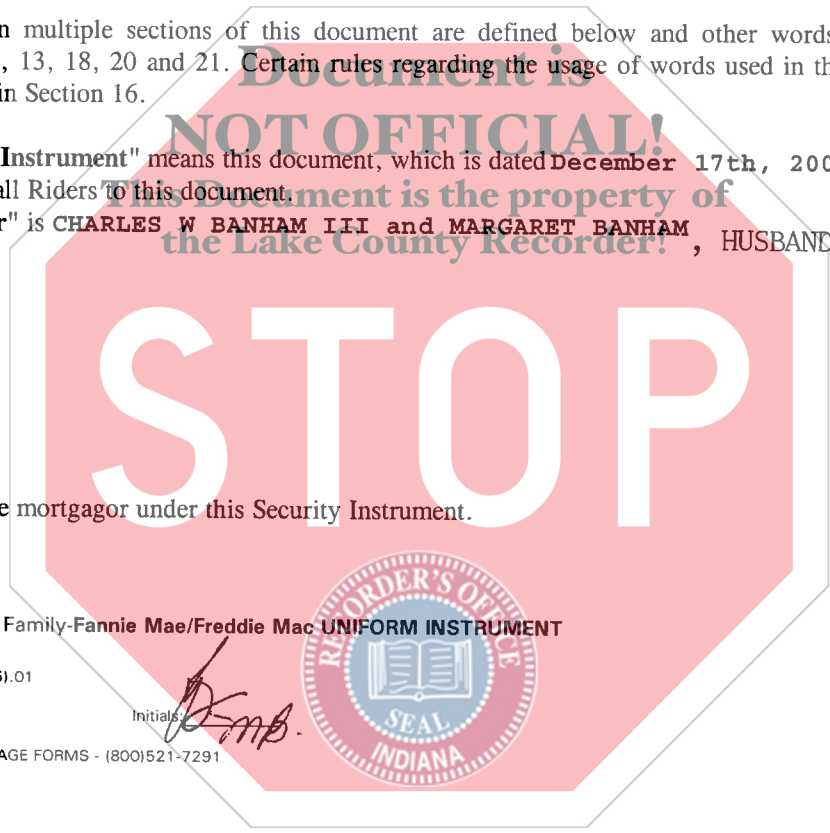 n multiple sections of this document are defined below and other words
, 13, 18, 20 and 21. Certain rules regarding the usage of words used in th
in Section 16.
Document is
NOT OFFICIAL!
This Document is the property of
the Lake County Recorder!
Instrument" means this document, which is dated December 17th, 200
all Riders to this document.
r" is CHARLES W BANHAM III and MARGARET BANHAM , HUSBAND
STOP
e mortgagor under this Security Instrument.
Family-Fannie Mae/Freddie Mac UNIFORM INSTRUMENT
).01
Initials:
AGE FORMS - (800)521-7291
RECORDER'S OFFICE
SEAL
INDIANA